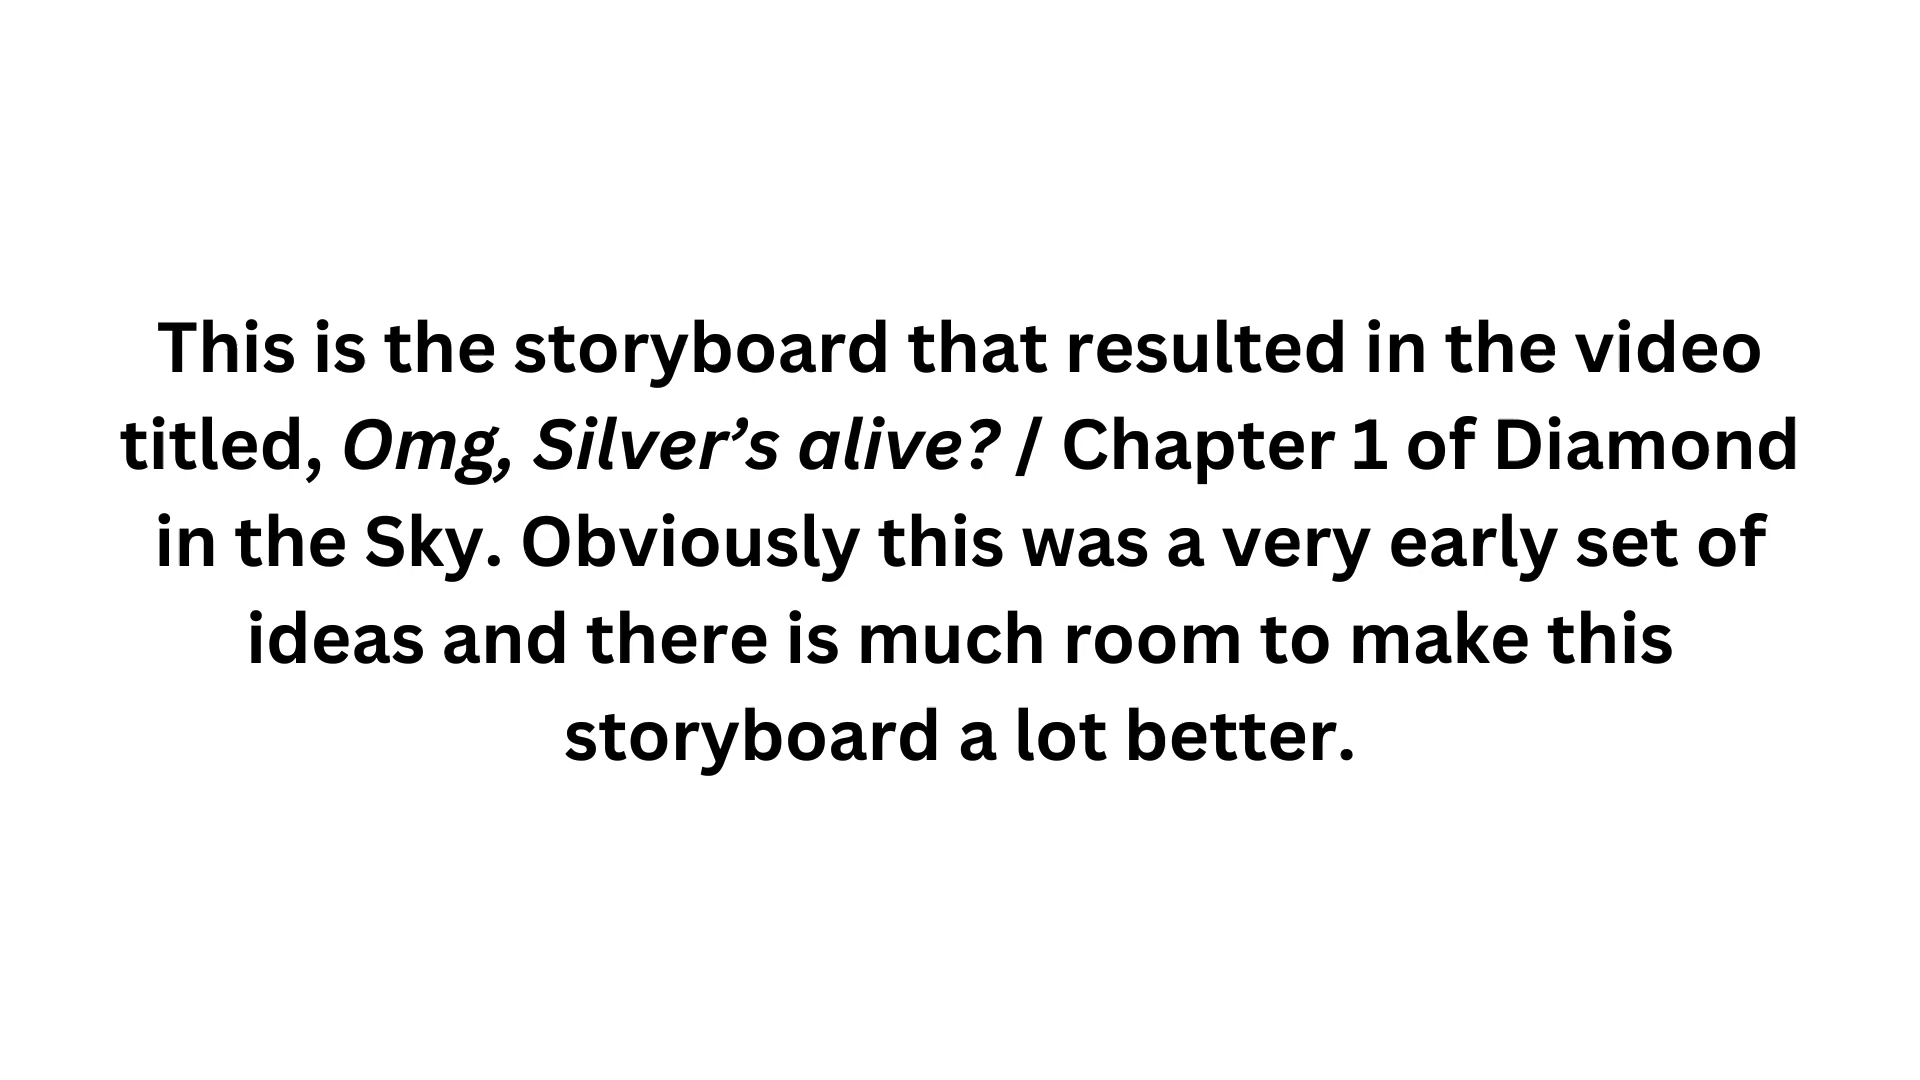 This is the storyboard that resulted in the video
titled, Omg, Silver’s alive? / Chapter 1 of Diamond
in the Sky. Obviously this was a very early set of
ideas and there is much room to make this
storyboard a lot better.